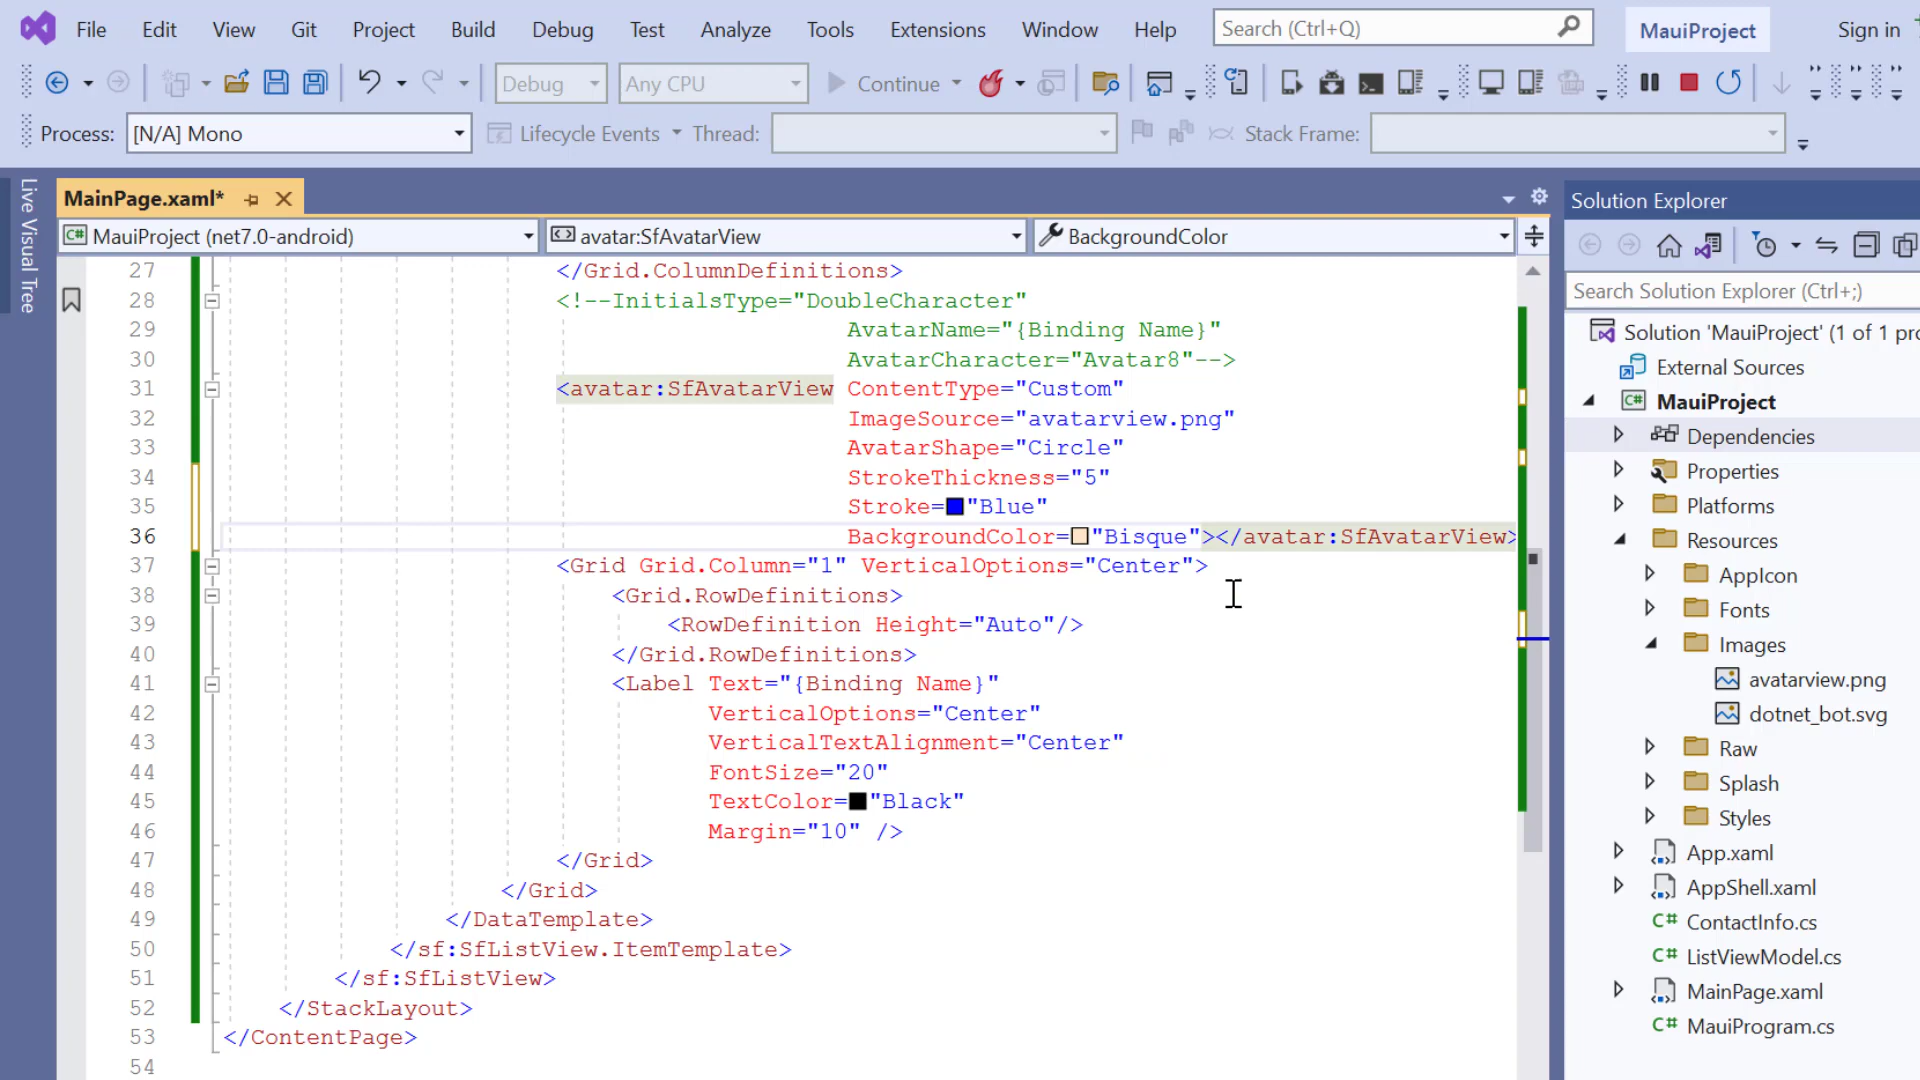 File Edit View Git Project Build Debug Test Analyze Tools Extensions Window Help Search (Ctrl+Q) MauiProject Sign in
Debug Any CPU Continue
Process: [N/A] Mono Lifecycle Events Thread: Stack Frame:
Live Visual Tree
MainPage.xaml*
MauiProject (net7.0-android) avatar:SfAvatarView BackgroundColor
27 </Grid.ColumnDefinitions>
28 <!--InitialsType="DoubleCharacter"
29 AvatarName="{Binding Name}"
30 AvatarCharacter="Avatar8"-->
31 <avatar:SfAvatarView ContentType="Custom"
32 ImageSource="avatarview.png"
33 AvatarShape="Circle"
34 StrokeThickness="5"
35 Stroke="Blue"
36 BackgroundColor="Bisque"></avatar:SfAvatarView>
37 <Grid Grid.Column="1" VerticalOptions="Center">
38 <Grid.RowDefinitions>
39 <RowDefinition Height="Auto"/>
40 </Grid.RowDefinitions>
41 <Label Text="{Binding Name}"
42 VerticalOptions="Center"
43 VerticalTextAlignment="Center"
44 FontSize="20"
45 TextColor="Black"
46 Margin="10" />
47 </Grid>
48 </Grid>
49 </DataTemplate>
50 </sf:SfListView.ItemTemplate>
51 </sf:SfListView>
52 </StackLayout>
53 </ContentPage>
54
Solution Explorer
Search Solution Explorer (Ctrl+;)
Solution 'MauiProject' (1 of 1 pro
External Sources
C# MauiProject
Dependencies
Properties
Platforms
Resources
AppIcon
Fonts
Images
avatarview.png
dotnet_bot.svg
Raw
Splash
Styles
App.xaml
AppShell.xaml
C# ContactInfo.cs
C# ListViewModel.cs
MainPage.xaml
C# MauiProgram.cs